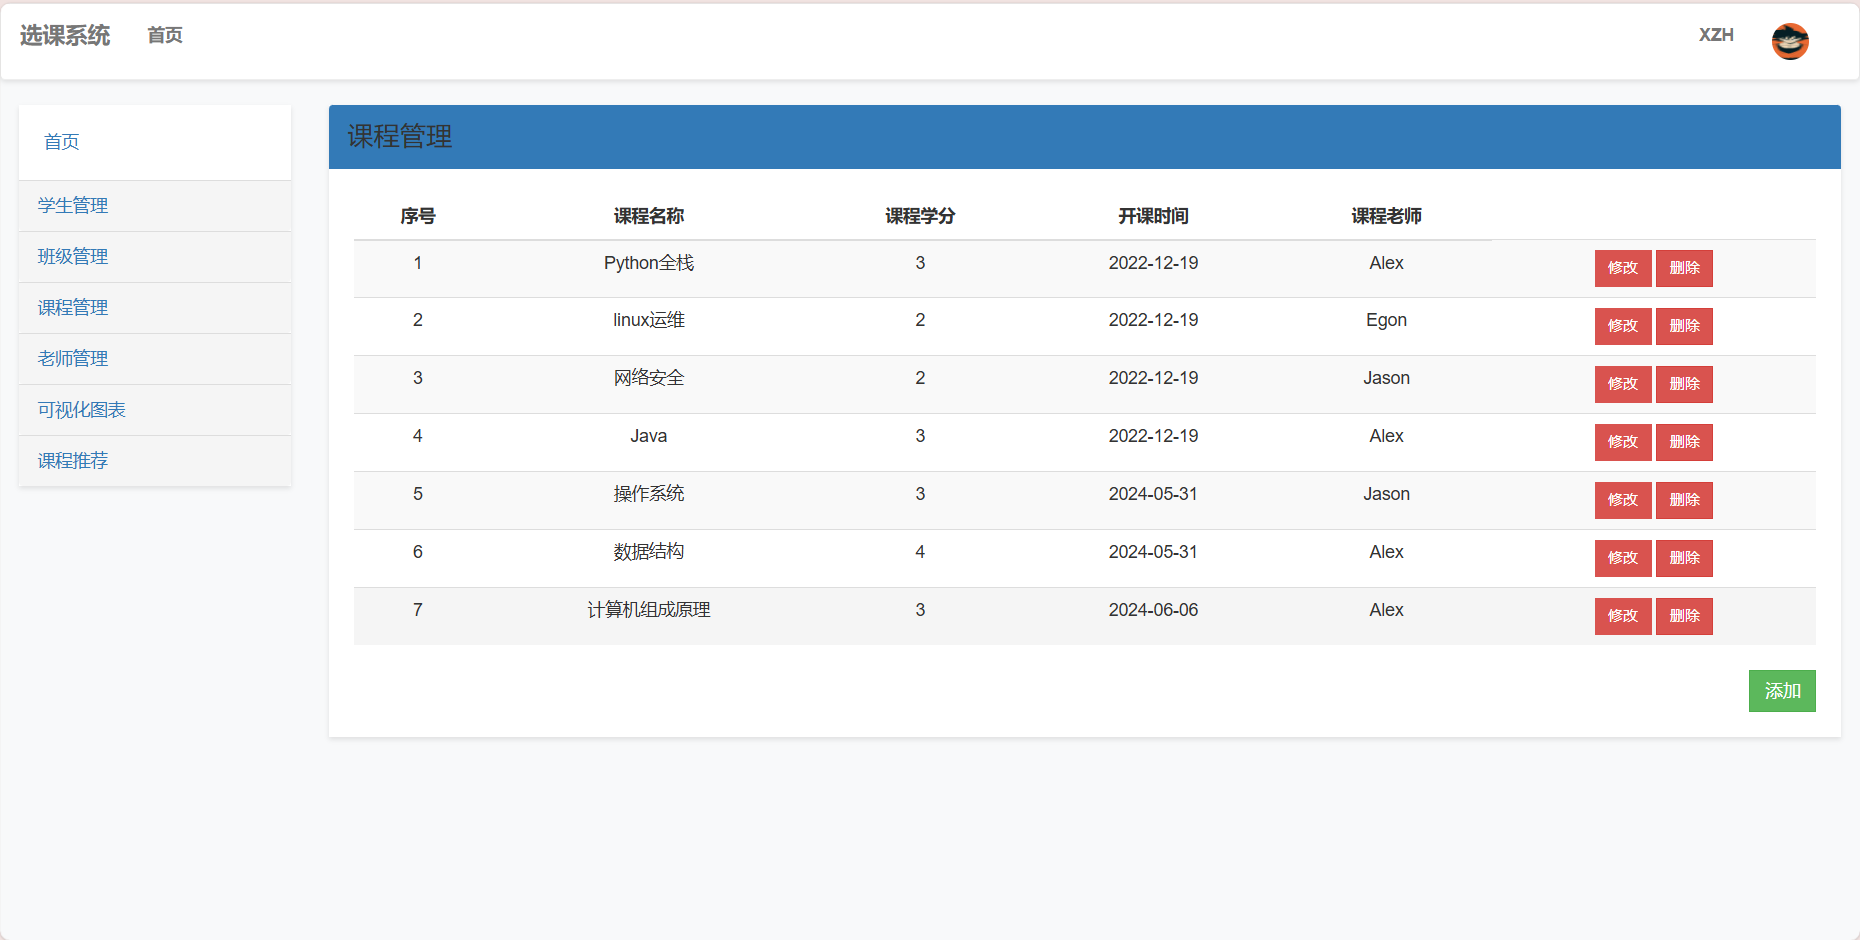 选课系统 首页 XZH
首页
学生管理
班级管理
课程管理
老师管理
可视化图表
课程推荐
课程管理
序号 课程名称 课程学分 开课时间 课程老师
1 Python全栈 3 2022-12-19 Alex 修改 删除
2 linux运维 2 2022-12-19 Egon 修改 删除
3 网络安全 2 2022-12-19 Jason 修改 删除
4 Java 3 2022-12-19 Alex 修改 删除
5 操作系统 3 2024-05-31 Jason 修改 删除
6 数据结构 4 2024-05-31 Alex 修改 删除
7 计算机组成原理 3 2024-06-06 Alex 修改 删除
添加